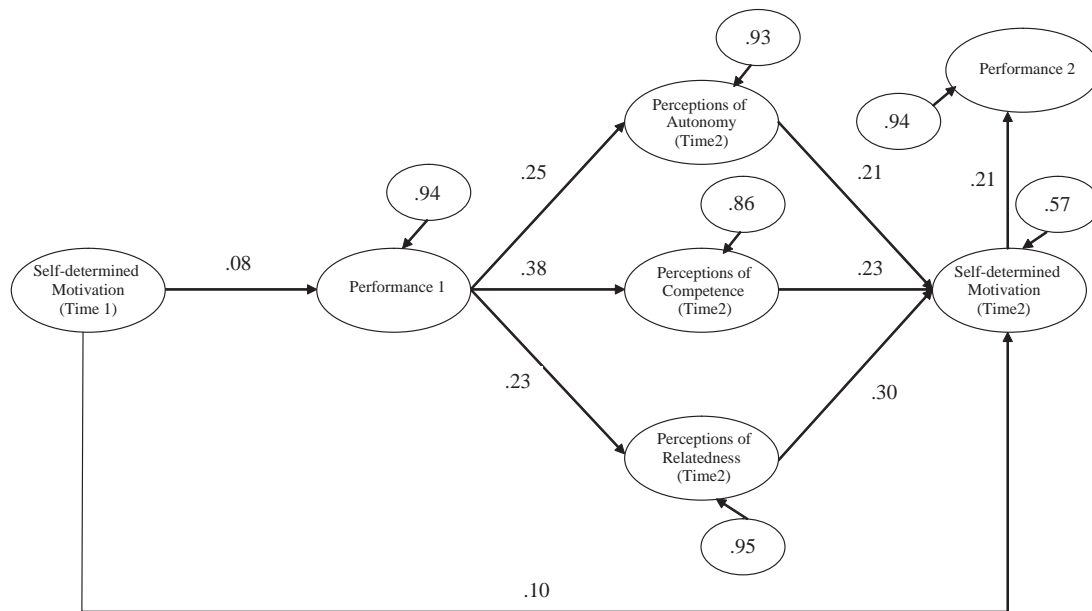 .93
Performance 2
Perceptions of
Autonomy
(Time2)
.94
.25
.21
.21
.94
.86
.57
Self-determined
Motivation
(Time 1)
.08
Performance 1
.38
Perceptions of
Competence
(Time2)
.23
Self-determined
Motivation
(Time2)
.23
.30
Perceptions of
Relatedness
(Time2)
.95
.10